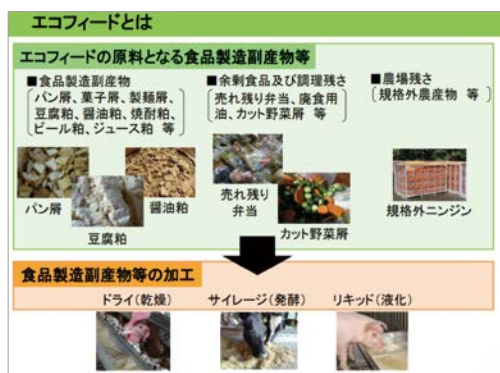 エコフィードとは
エコフィードの原料となる食品製造副産物等
■食品製造副産物
パン屑、菓子屑、製麺屑、
豆腐粕、醤油粕、焼酎粕、
ビール粕、ジュース粕 等
■余剰食品及び調理残さ
売れ残り弁当、廃食用
油、カット野菜屑 等
■農場残さ
(規格外農産物 等)
パン屑
豆腐粕
醤油粕
売れ残り
弁当
カット野菜屑
規格外ニンジン
食品製造副産物等の加工
ドライ(乾燥)
サイレージ(発酵)
リキッド(液化)